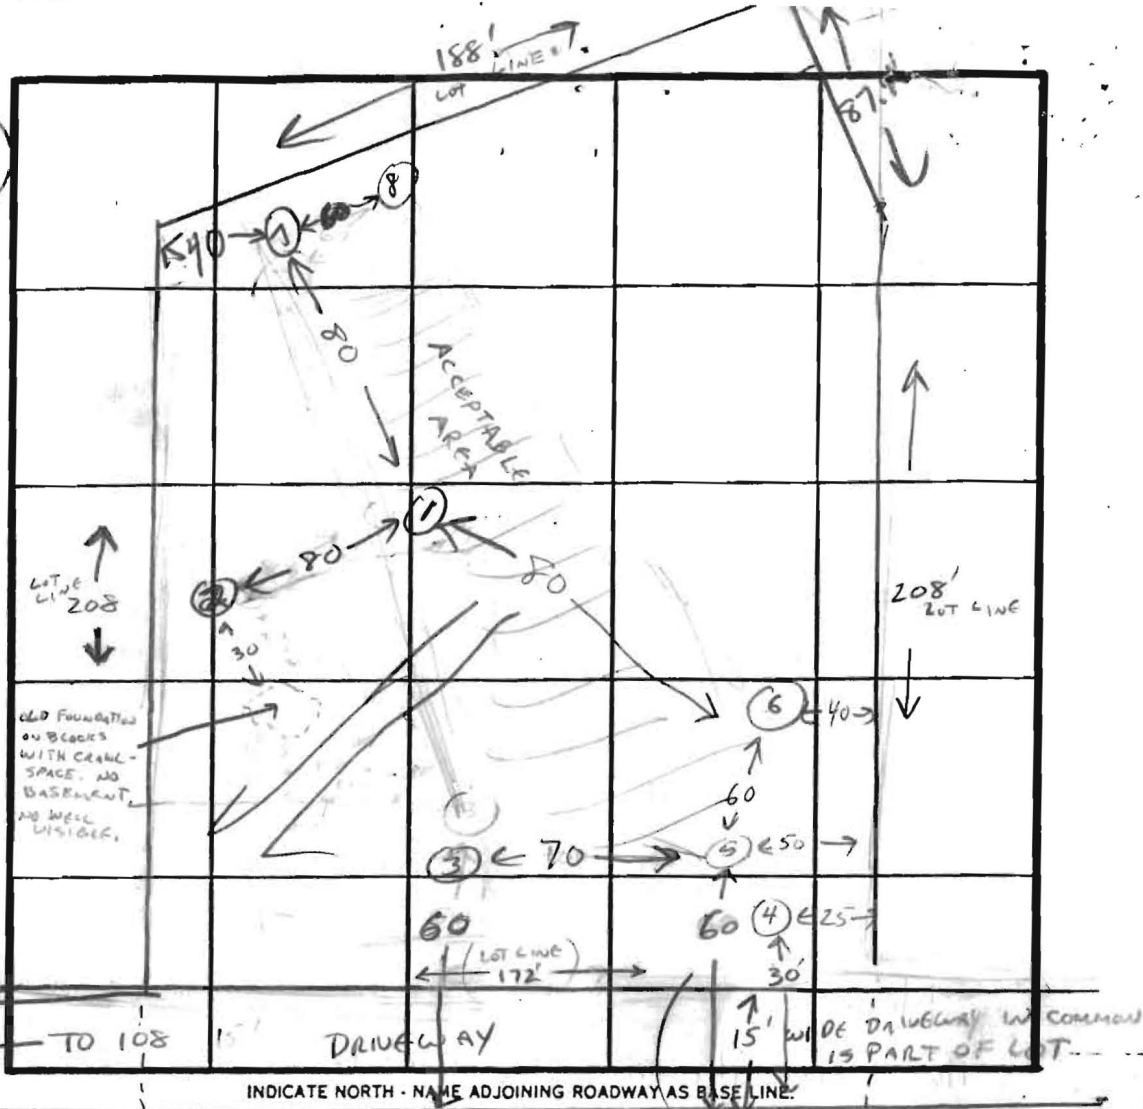 188'
LOT LINE
87.11
8
40
7
60
80
ACCEPTABLE
AREA
1
80
80
2
30
LOT
LINE
208
208'
LOT LINE
OLD FOUNDATION
ON BLOCKS
WITH CRAWL-
SPACE. NO
BASEMENT.
NO WELL
VISIBLE.
6
40
60
3
70
5
50
60
60
4
25
(LOT LINE)
172'
30'
TO 108
15'
DRIVEWAY
15' WIDE DRIVEWAY IN COMMON
IS PART OF LOT
INDICATE NORTH - NAME ADJOINING ROADWAY AS BASE LINE.